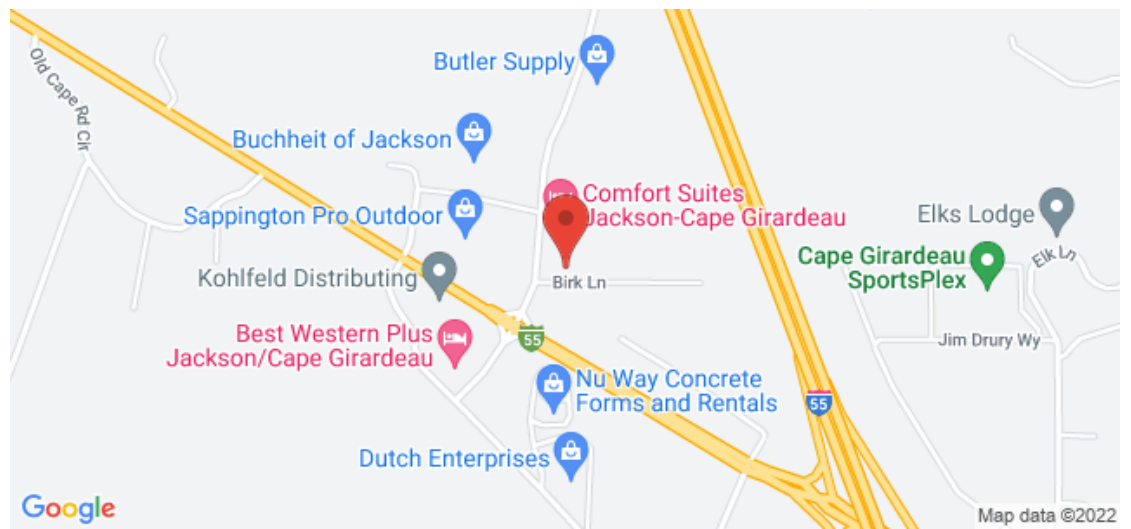 Old Cape Rd Cir
Butler Supply
Buchheit of Jackson
Comfort Suites
Jackson-Cape Girardeau
Sappington Pro Outdoor
Elks Lodge
Cape Girardeau
SportsPlex
Elk Ln
Kohlfeld Distributing
Birk Ln
Best Western Plus
Jackson/Cape Girardeau
55
Jim Drury Wy
Nu Way Concrete
Forms and Rentals
55
Dutch Enterprises
Google
Map data ©2022